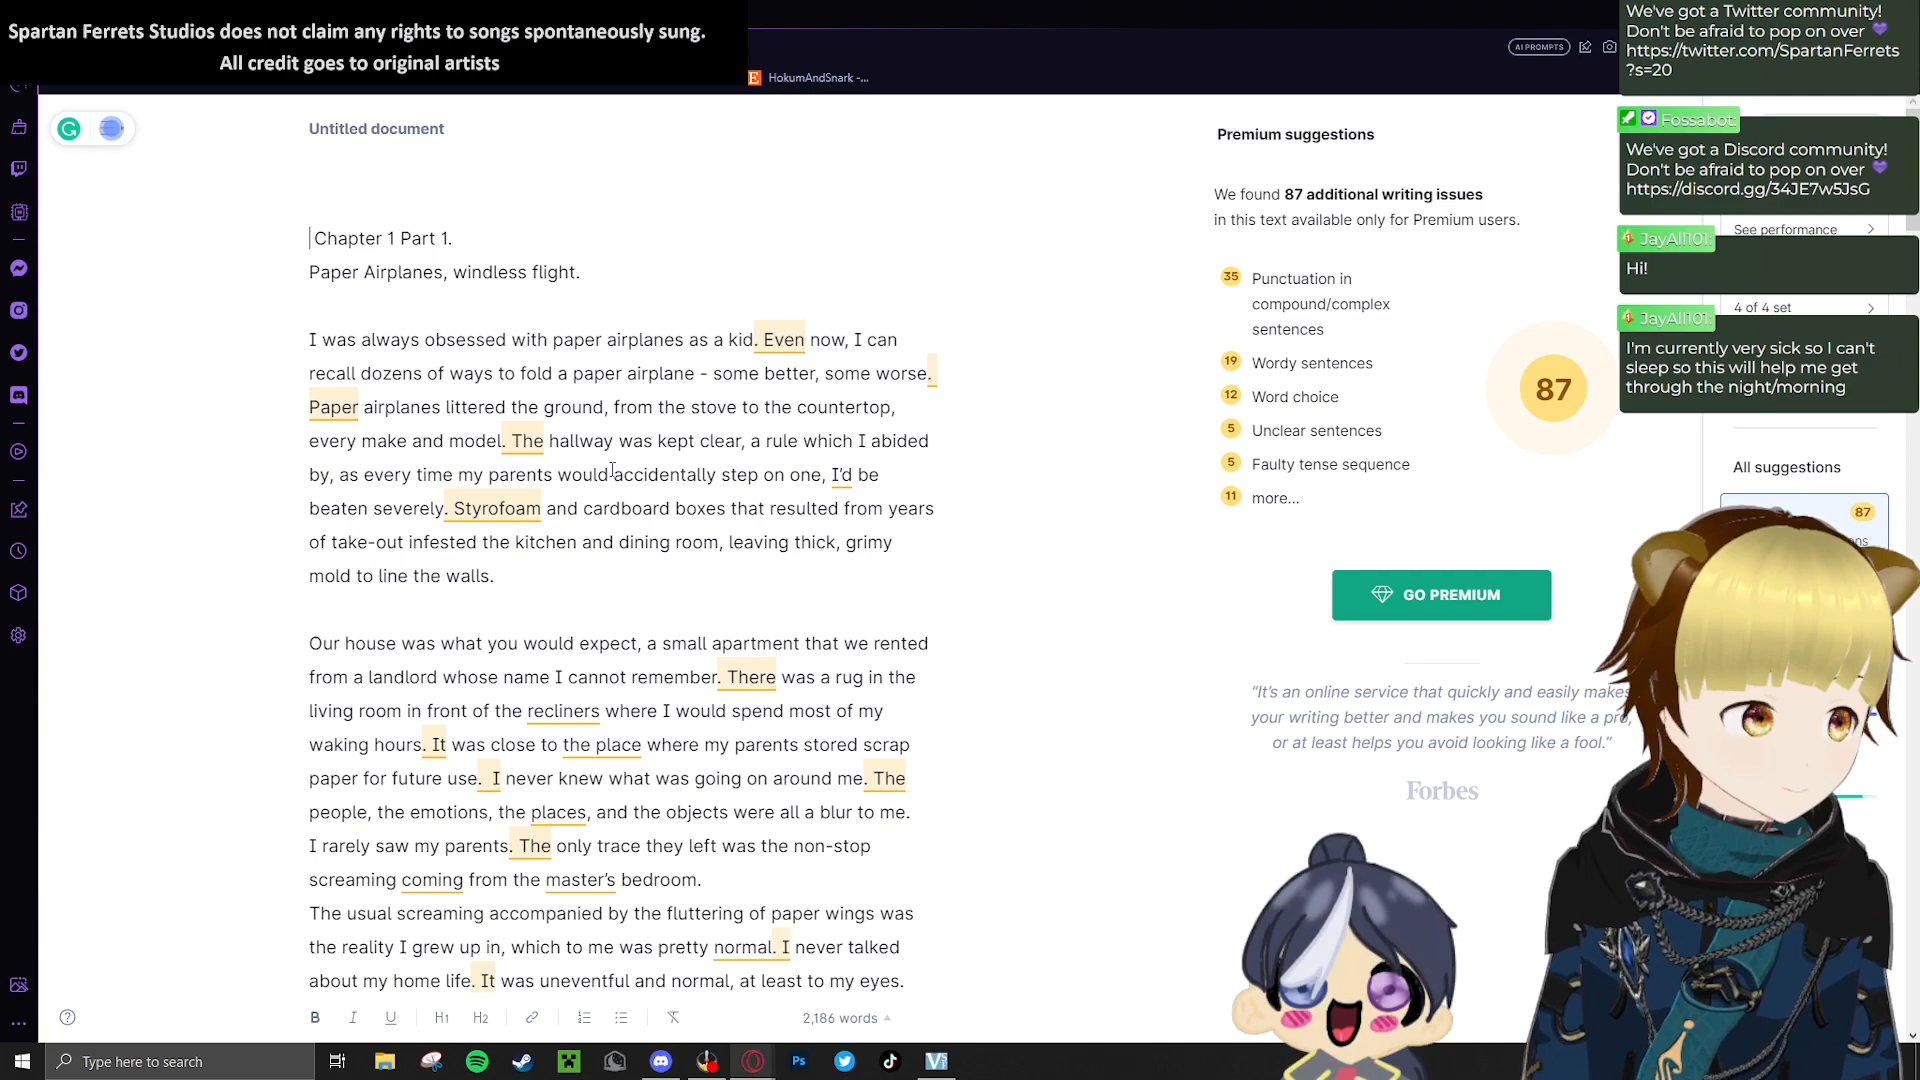 Spartan Ferrets Studios does not claim any rights to songs spontaneously sung.
All credit goes to original artists
HokumAndSnark -...
AI PROMPTS
Untitled document
Chapter 1 Part 1.
Paper Airplanes, windless flight.
I was always obsessed with paper airplanes as a kid. Even now, I can
recall dozens of ways to fold a paper airplane - some better, some worse.
Paper airplanes littered the ground, from the stove to the countertop,
every make and model. The hallway was kept clear, a rule which I abided
by, as every time my parents would accidentally step on one, I'd be
beaten severely. Styrofoam and cardboard boxes that resulted from years
of take-out infested the kitchen and dining room, leaving thick, grimy
mold to line the walls.
Our house was what you would expect, a small apartment that we rented
from a landlord whose name I cannot remember. There was a rug in the
living room in front of the recliners where I would spend most of my
waking hours. It was close to the place where my parents stored scrap
paper for future use. I never knew what was going on around me. The
people, the emotions, the places, and the objects were all a blur to me.
I rarely saw my parents. The only trace they left was the non-stop
screaming coming from the master's bedroom.
The usual screaming accompanied by the fluttering of paper wings was
the reality I grew up in, which to me was pretty normal. I never talked
about my home life. It was uneventful and normal, at least to my eyes.
B I U H1 H2
2,186 words
Premium suggestions
We found 87 additional writing issues
in this text available only for Premium users.
35 Punctuation in
compound/complex
sentences
19 Wordy sentences
12 Word choice
5 Unclear sentences
5 Faulty tense sequence
11 more...
87
GO PREMIUM
"It's an online service that quickly and easily makes
your writing better and makes you sound like a pro,
or at least helps you avoid looking like a fool."
Forbes
We've got a Twitter community!
Don't be afraid to pop on over
https://twitter.com/SpartanFerrets
?s=20
Fossabot:
We've got a Discord community!
Don't be afraid to pop on over
https://discord.gg/34JE7w5JsG
See performance
JayAll101:
Hi!
4 of 4 set
JayAll101:
I'm currently very sick so I can't
sleep so this will help me get
through the night/morning
All suggestions
87
Type here to search
Ps